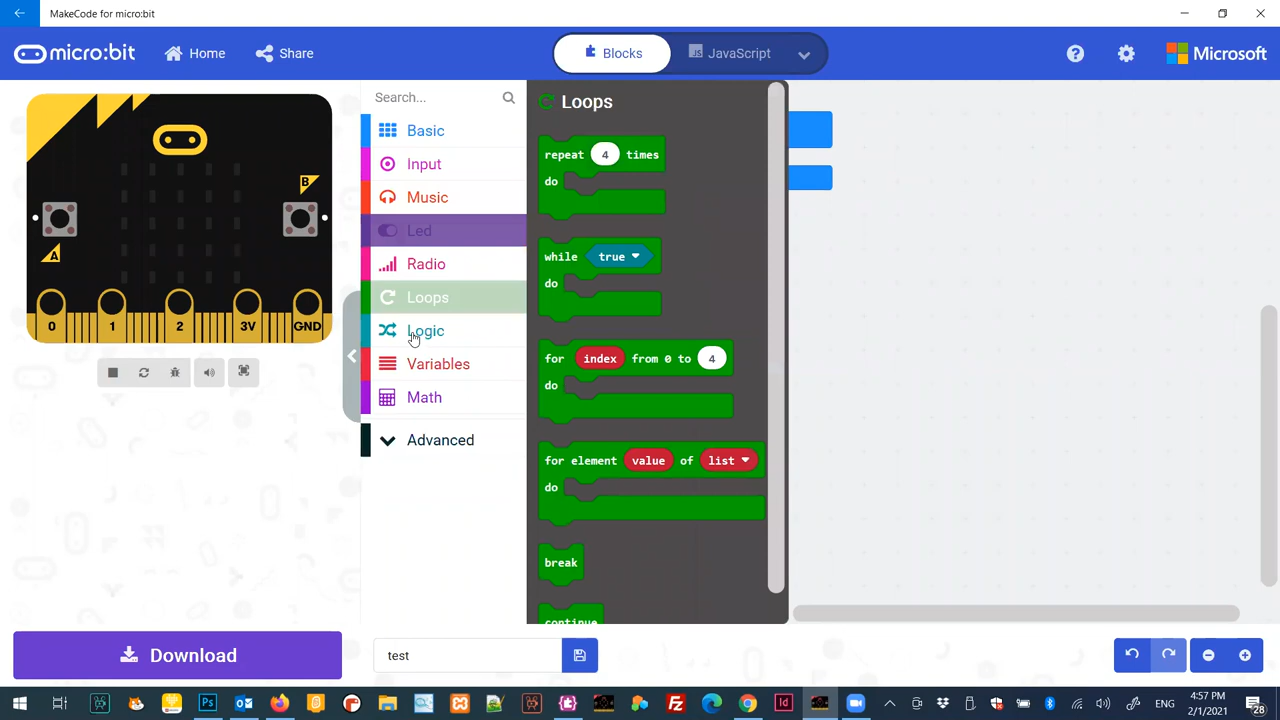 MakeCode for micro:bit
micro:bit
Home
Share
Blocks
JS JavaScript
Microsoft
B
A
0 1 2 3V GND
Download
Search...
Basic
Input
Music
Led
Radio
Loops
Logic
Variables
Math
Advanced
Loops
repeat 4 times
do
while true
do
for index from 0 to 4
do
for element value of list
do
break
continue
test
ENG
4:57 PM
2/1/2021
28